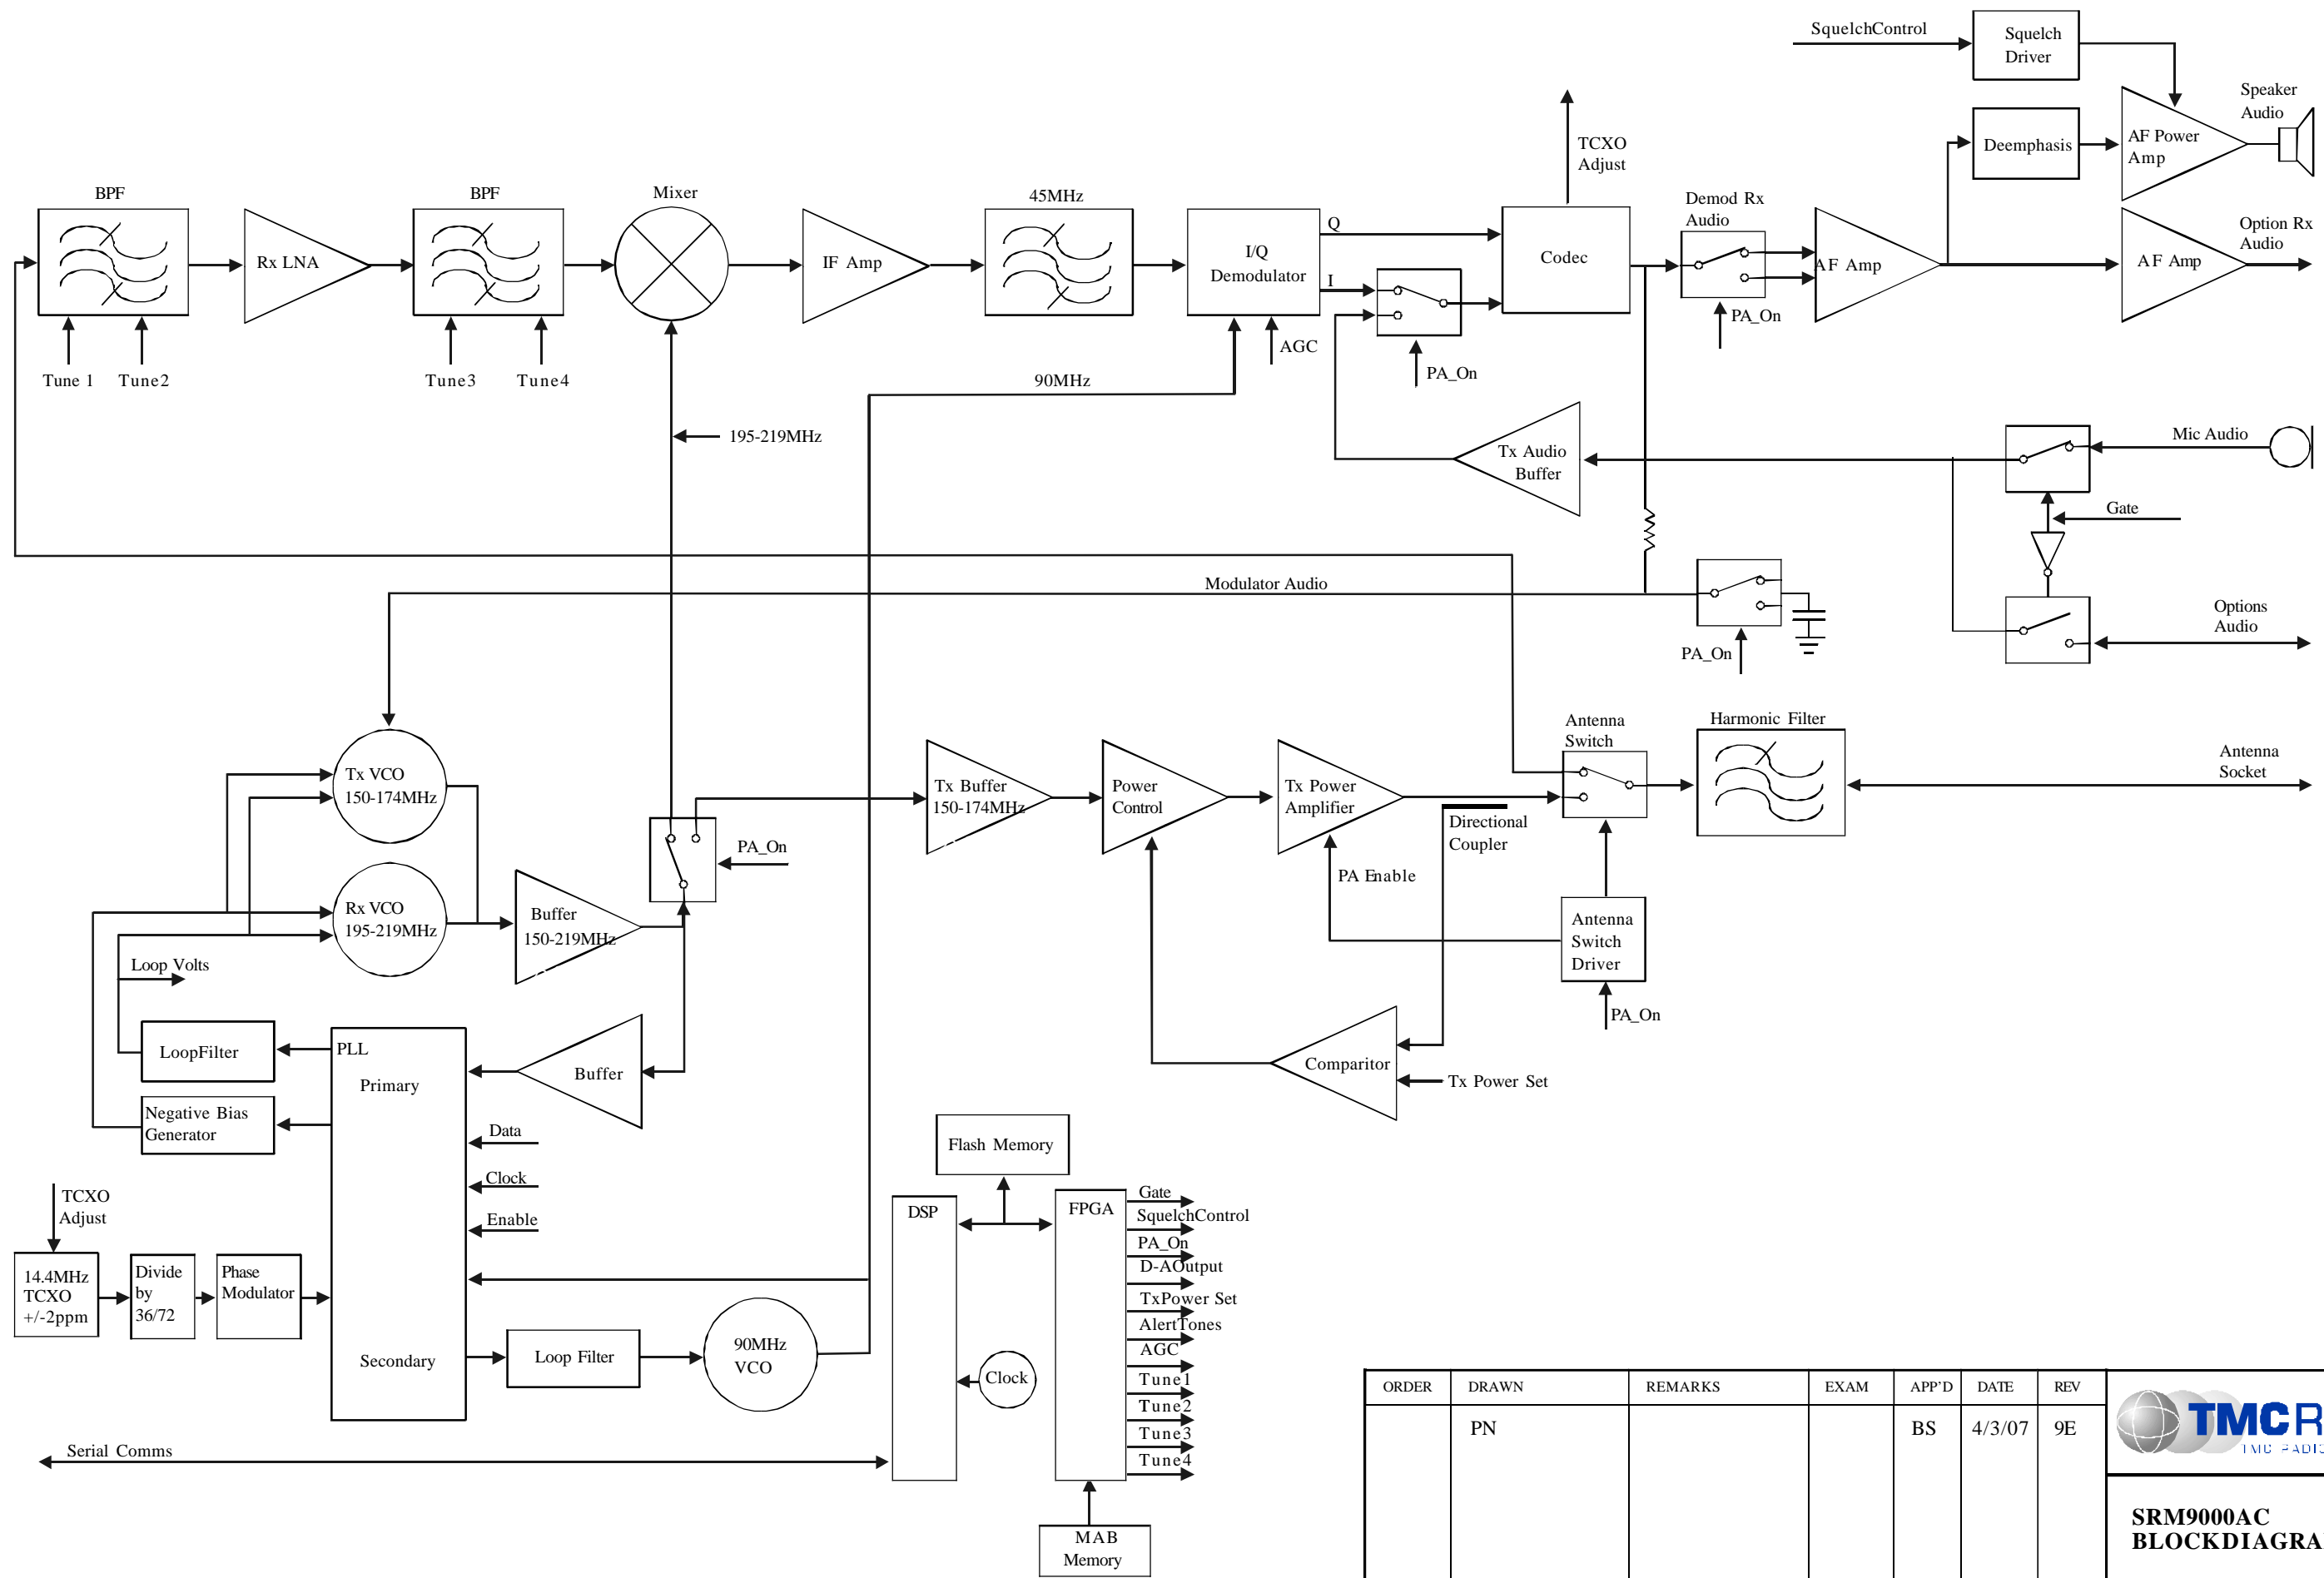 SquelchControl
Squelch
Driver
Speaker
Audio
TCXO
Adjust
Deemphasis
AF Power
Amp
BPF
BPF
Mixer
45MHz
Demod Rx
Audio
Option Rx
Audio
Rx LNA
IF Amp
I/Q
Demodulator
Q
I
Codec
AF Amp
AF Amp
Tune 1
Tune2
Tune3
Tune4
AGC
PA_On
PA_On
90MHz
195-219MHz
Tx Audio
Buffer
Mic Audio
Gate
Modulator Audio
Options
Audio
PA_On
Tx VCO
150-174MHz
Tx Buffer
150-174MHz
Power
Control
Tx Power
Amplifier
Antenna
Switch
Harmonic Filter
Antenna
Socket
Directional
Coupler
PA_On
PA Enable
Rx VCO
195-219MHz
Buffer
150-219MHz
Antenna
Switch
Driver
Loop Volts
PA_On
LoopFilter
PLL
Primary
Buffer
Comparitor
Tx Power Set
Negative Bias
Generator
Data
Clock
Enable
Flash Memory
TCXO
Adjust
14.4MHz
TCXO
+/-2ppm
Divide
by
36/72
Phase
Modulator
Secondary
Loop Filter
90MHz
VCO
DSP
Clock
FPGA
Gate
SquelchControl
PA_On
D-AOutput
TxPower Set
AlertTones
AGC
Tune1
Tune2
Tune3
Tune4
Serial Comms
MAB
Memory
ORDER DRAWN REMARKS EXAM APP'D DATE REV
PN BS 4/3/07 9E
TMCR
TMC RADIO
SRM9000AC
BLOCKDIAGRA